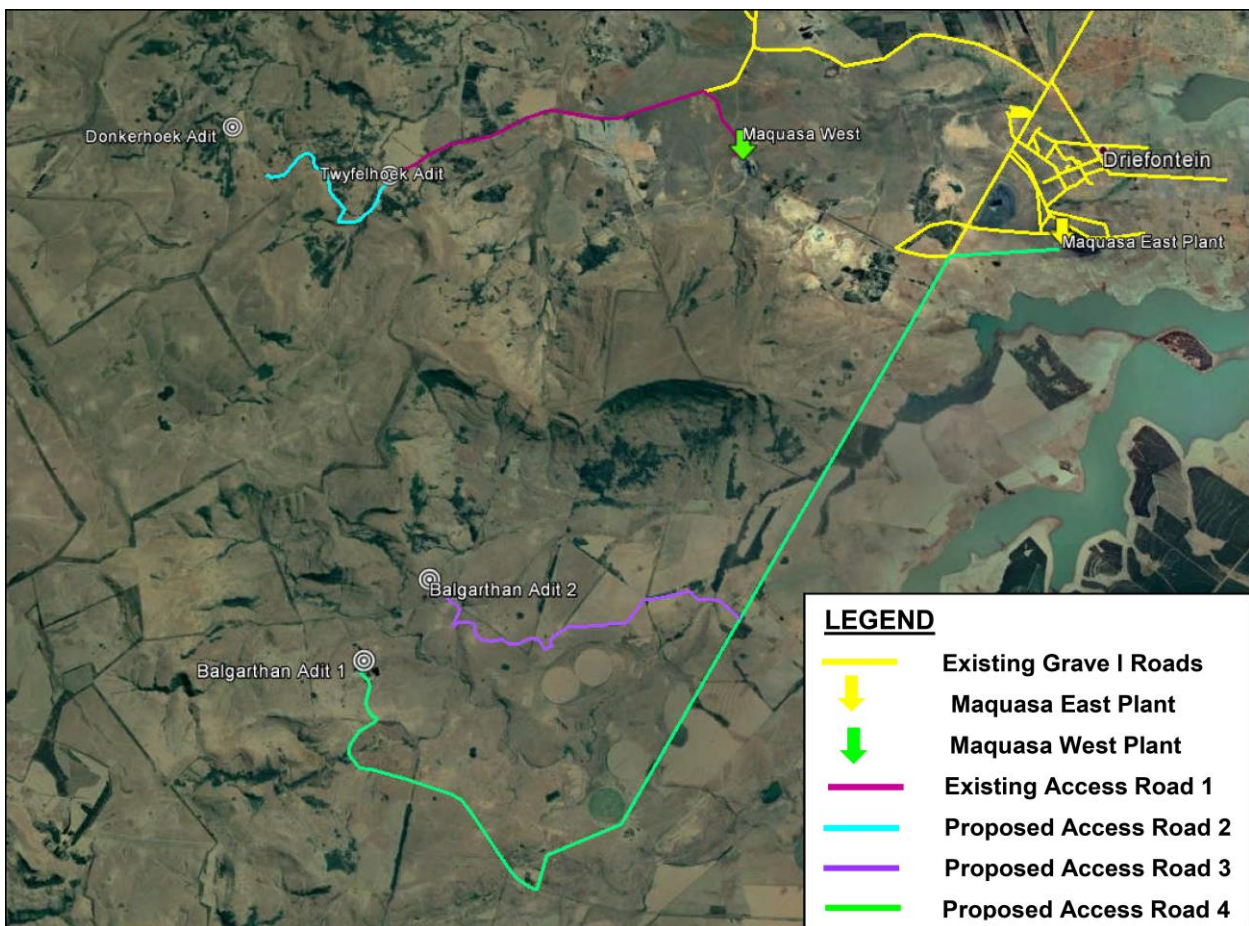 Maquasa West
Donkerhoek Adit
Twyfelhoek Adit
Driefontein
Maquasa East Plant
Balgarthan Adit 2
Balgarthan Adit 1
LEGEND
Existing Grave l Roads
Maquasa East Plant
Maquasa West Plant
Existing Access Road 1
Proposed Access Road 2
Proposed Access Road 3
Proposed Access Road 4